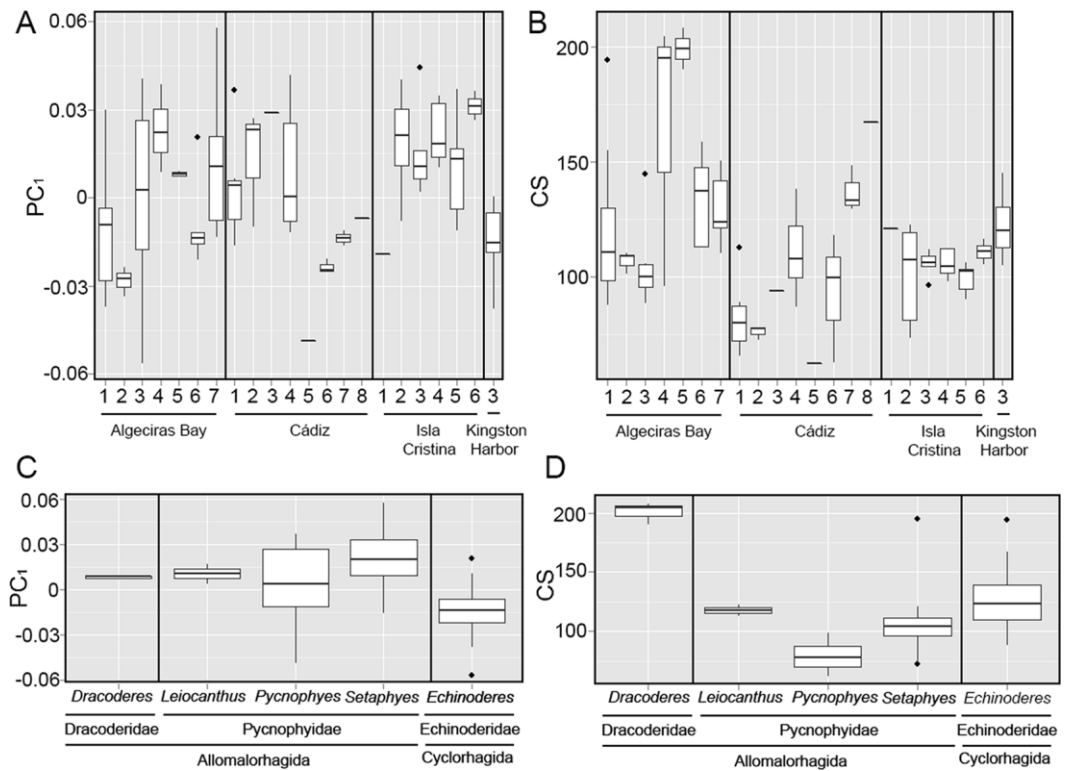 A
PC1
0.06
0.03
0
-0.03
-0.06
1 2 3 4 5 6 7 1 2 3 4 5 6 7 8 1 2 3 4 5 6 3
Algeciras Bay Cádiz Isla Kingston
Cristina Harbor
B
CS
200
150
100
1 2 3 4 5 6 7 1 2 3 4 5 6 7 8 1 2 3 4 5 6 3
Algeciras Bay Cádiz Isla Kingston
Cristina Harbor
C
PC1
0.06
0.03
0
-0.03
-0.06
Dracoderes Leiocanthus Pycnophyes Setaphyes Echinoderes
Dracoderidae Pycnophyidae Echinoderidae
Allomalorhagida Cyclorhagida
D
CS
200
150
100
Dracoderes Leiocanthus Pycnophyes Setaphyes Echinoderes
Dracoderidae Pycnophyidae Echinoderidae
Allomalorhagida Cyclorhagida